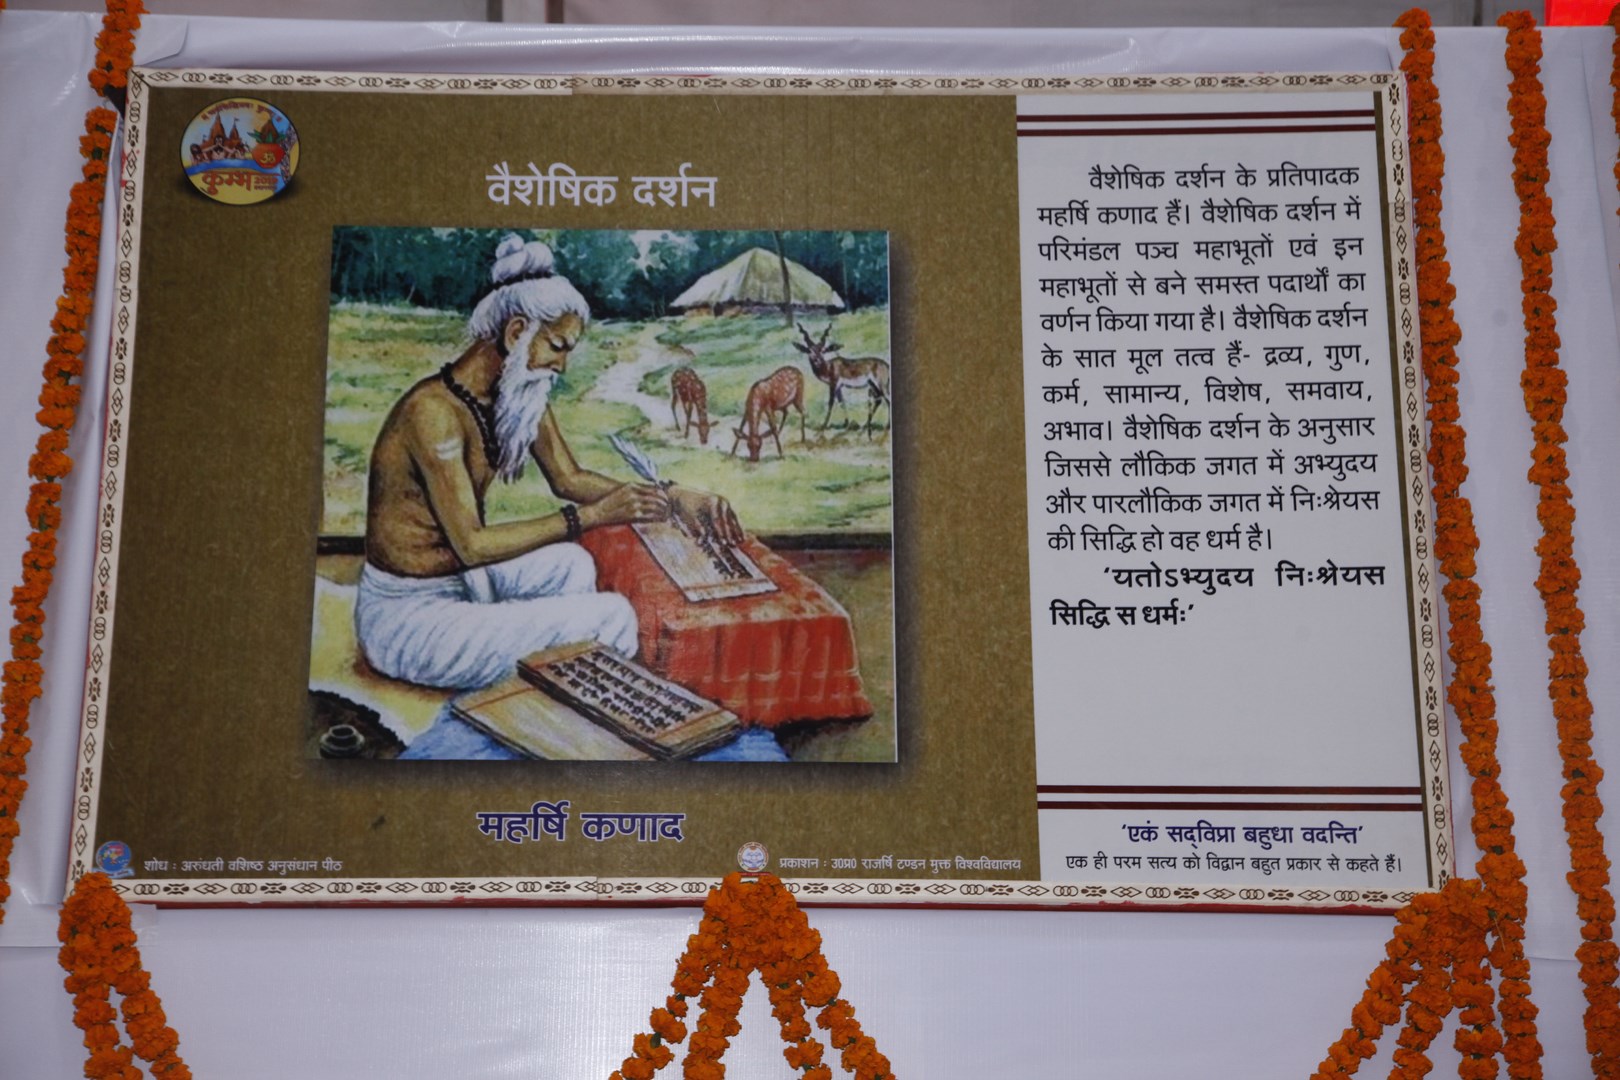 कुम्भ
वैशेषिक दर्शन
महर्षि कणाद
शोध : अरुंधती वशिष्ठ अनुसंधान पीठ
प्रकाशन : उ0प्र0 राजर्षि टण्डन मुक्त विश्वविद्यालय
वैशेषिक दर्शन के प्रतिपादक
महर्षि कणाद हैं। वैशेषिक दर्शन में
परिमंडल पञ्च महाभूतों एवं इन
महाभूतों से बने समस्त पदार्थों का
वर्णन किया गया है। वैशेषिक दर्शन
के सात मूल तत्व हैं- द्रव्य, गुण,
कर्म, सामान्य, विशेष, समवाय,
अभाव। वैशेषिक दर्शन के अनुसार
जिससे लौकिक जगत में अभ्युदय
और पारलौकिक जगत में निःश्रेयस
की सिद्धि हो वह धर्म है।
'यतोऽभ्युदय निःश्रेयस
सिद्धि स धर्मः'
'एकं सद्‌विप्रा बहुधा वदन्ति'
एक ही परम सत्य को विद्वान बहुत प्रकार से कहते हैं।